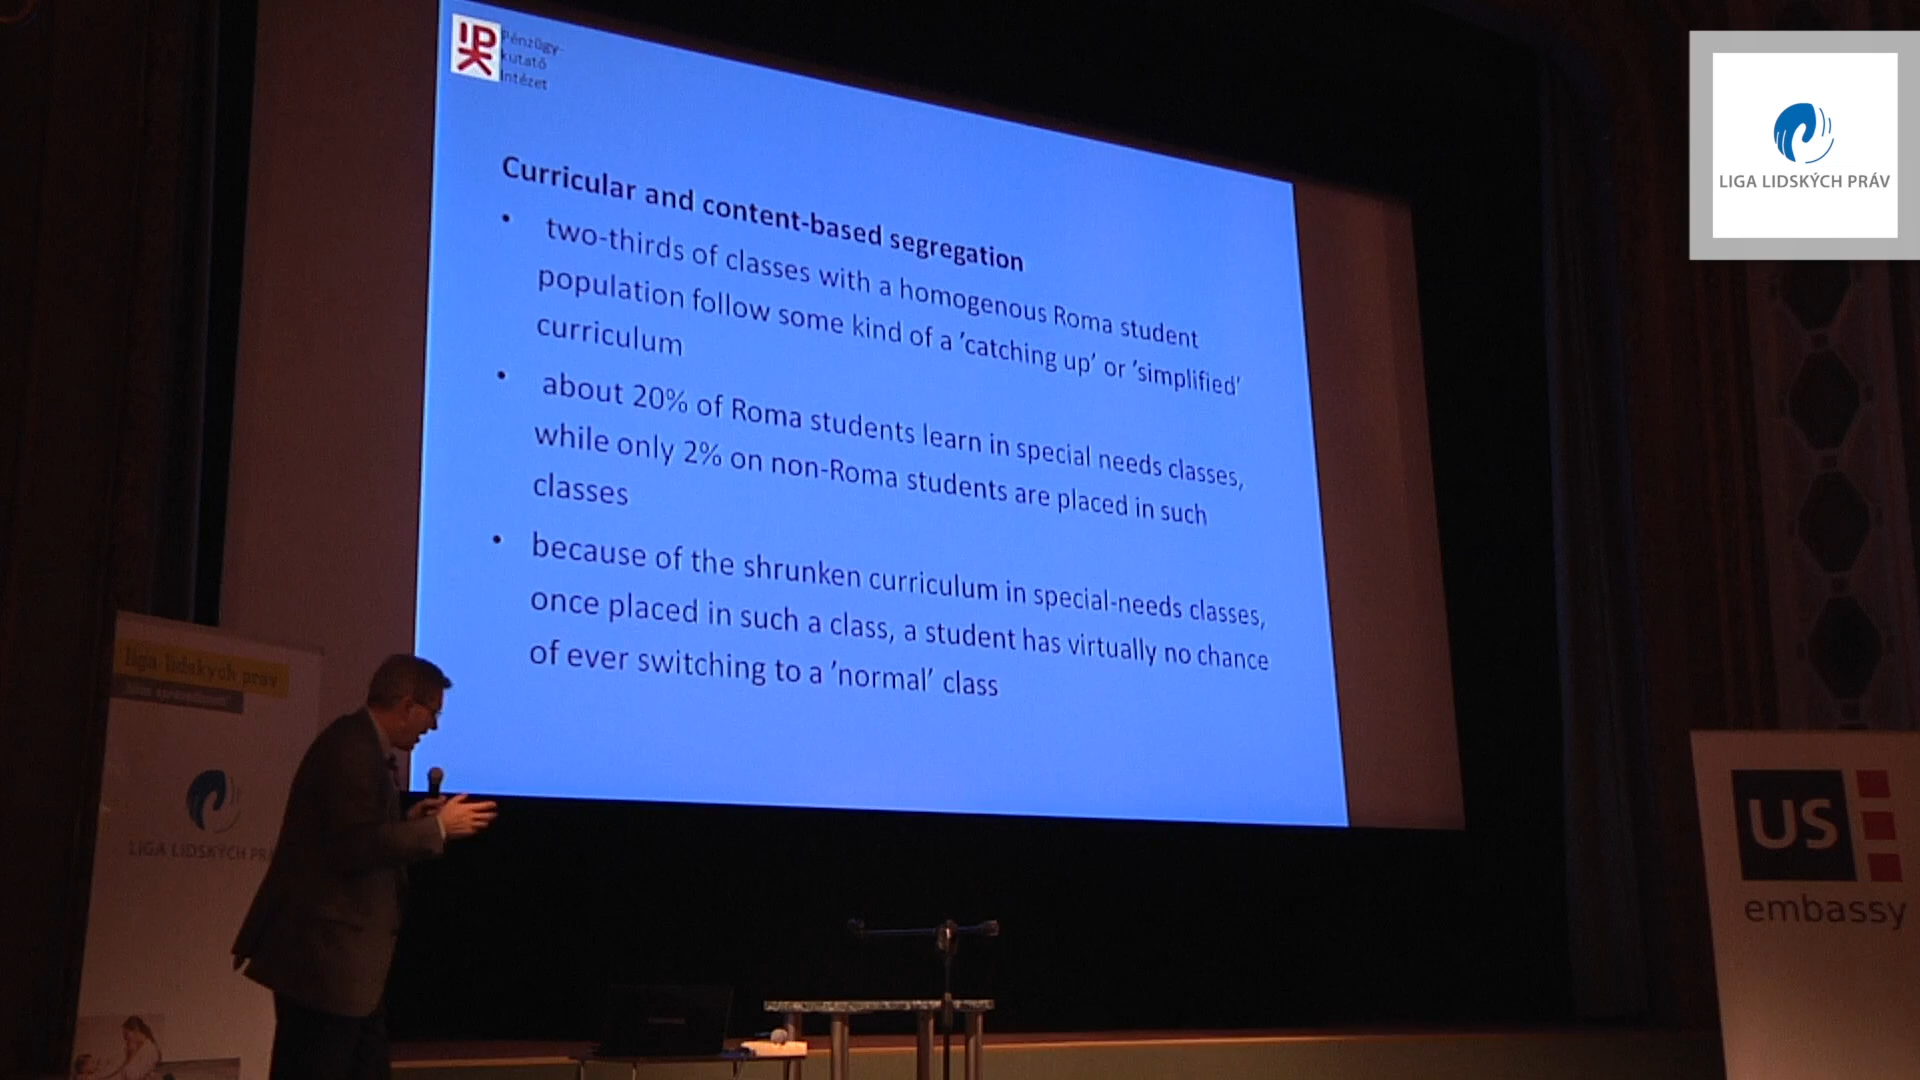 Pénzügy-
kutató
Intézet
LIGA LIDSKÝCH PRÁV
Curricular and content-based segregation
• two-thirds of classes with a homogenous Roma student
population follow some kind of a ’catching up’ or ’simplified’
curriculum
• about 20% of Roma students learn in special needs classes,
while only 2% on non-Roma students are placed in such
classes
• because of the shrunken curriculum in special-needs classes,
once placed in such a class, a student has virtually no chance
of ever switching to a ’normal’ class
liga lidských práv
LIGA LIDSKÝCH PR
US
embassy